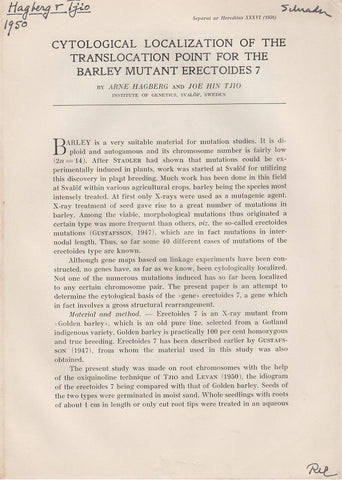 Hagberg & Tjio
1950
Schrader
Separat ur Hereditas XXXVI (1950)
CYTOLOGICAL LOCALIZATION OF THE
TRANSLOCATION POINT FOR THE
BARLEY MUTANT ERECTOIDES 7
BY ARNE HAGBERG AND JOE HIN TJIO
INSTITUTE OF GENETICS, SVALÖF, SWEDEN
BARLEY is a very suitable material for mutation studies. It is di-
ploid and autogamous and its chromosome number is fairly low
(2n = 14). After STADLER had shown that mutations could be ex-
perimentally induced in plants, work was started at Svalöf for utilizing
this discovery in plapt breeding. Much work has been done in this field
at Svalöf within various agricultural crops, barley being the species most
intensely treated. At first only X-rays were used as a mutagenic agent.
X-ray treatment of seed gave rise to a great number of mutations in
barley. Among the viable, morphological mutations thus originated a
certain type was more frequent than others, viz. the so-called erectoides
mutations (GUSTAFSSON, 1947), which are in fact mutations in inter-
nodal length. Thus, so far some 40 different cases of mutations of the
erectoides type are known.
Although gene maps based on linkage experiments have been con-
structed, no genes have, as far as we know, been cytologically localized.
Not one of the numerous mutations induced has so far been localized
to any certain chromosome pair. The present paper is an attempt to
determine the cytological basis of the »gene» erectoides 7, a gene which
in fact involves a gross structural rearrangement.
Material and method. — Erectoides 7 is an X-ray mutant from
»Golden barley», which is an old pure line, selected from a Gotland
indigenous variety. Golden barley is practically 100 per cent homozygous
and true breeding. Erectoides 7 has been described earlier by GUSTAFS-
SON (1947), from whom the material used in this study was also
obtained.
The present study was made on root chromosomes with the help
of the oxiquinoline technique of TJIO and LEVAN (1950), the idiogram
of the erectoides 7 being compared with that of Golden barley. Seeds of
the two types were germinated in moist sand. Whole seedlings with roots
of about 1 cm in length or only cut root tips were treated in an aqueous